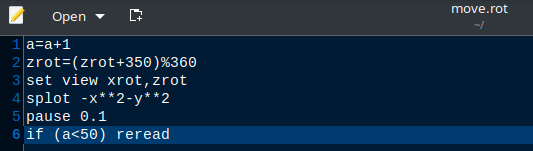 Open
move.rot
~/
1 a=a+1
2 zrot=(zrot+350)%360
3 set view xrot,zrot
4 splot -x**2-y**2
5 pause 0.1
6 if (a<50) reread